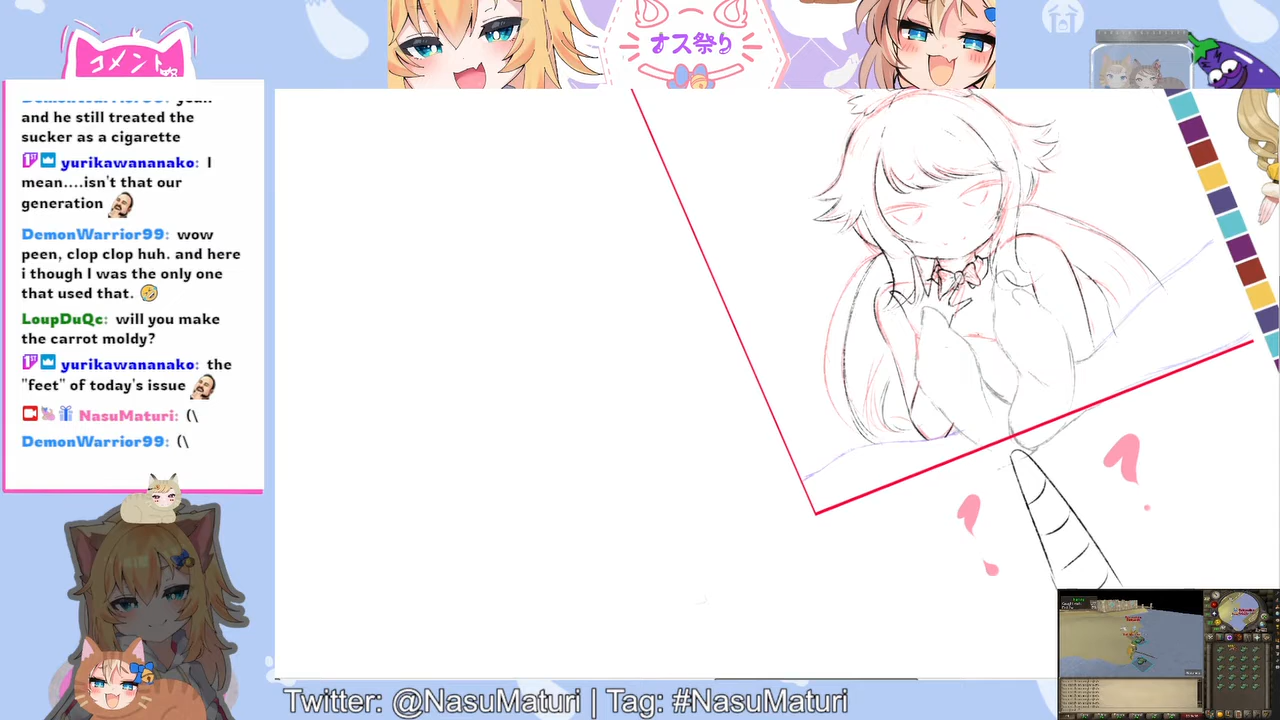 コメント
オス祭り
and he still treated the
sucker as a cigarette
yurikawananako: I
mean....isn't that our
generation
DemonWarrior99: wow
peen, clop clop huh. and here
i though I was the only one
that used that.
LoupDuQc: will you make
the carrot moldy?
yurikawananako: the
"feet" of today's issue
NasuMaturi: (\
DemonWarrior99: (\
Twitter @NasuMaturi | Tag: #NasuMaturi